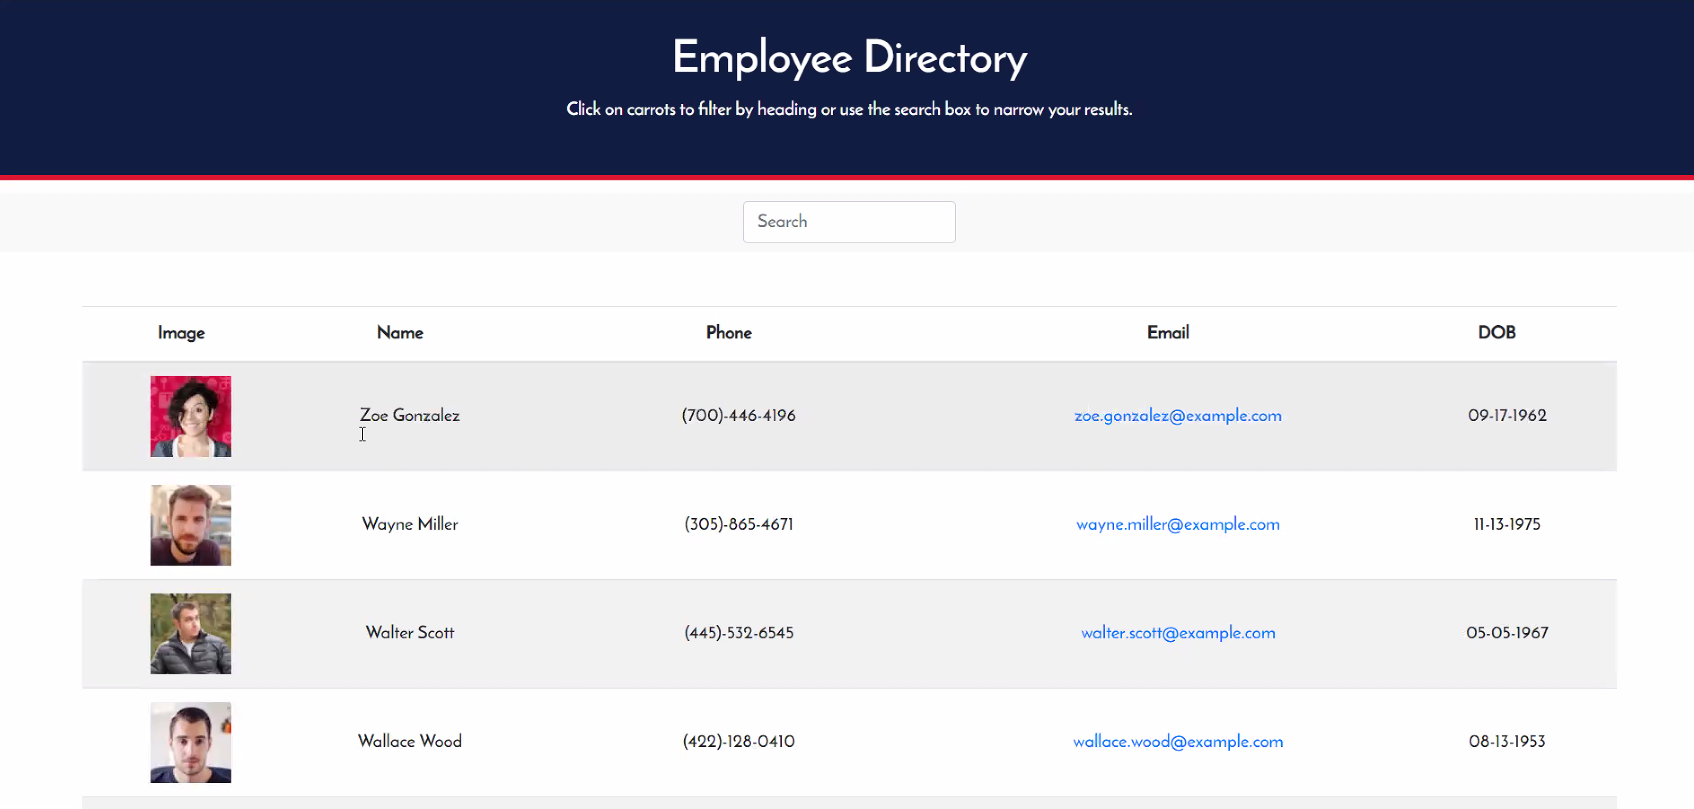 Employee Directory
Click on carrots to filter by heading or use the search box to narrow your results.
Search
Image Name Phone Email DOB
Zoe Gonzalez (700)-446-4196 zoe.gonzalez@example.com 09-17-1962
Wayne Miller (305)-865-4671 wayne.miller@example.com 11-13-1975
Walter Scott (445)-532-6545 walter.scott@example.com 05-05-1967
Wallace Wood (422)-128-0410 wallace.wood@example.com 08-13-1953